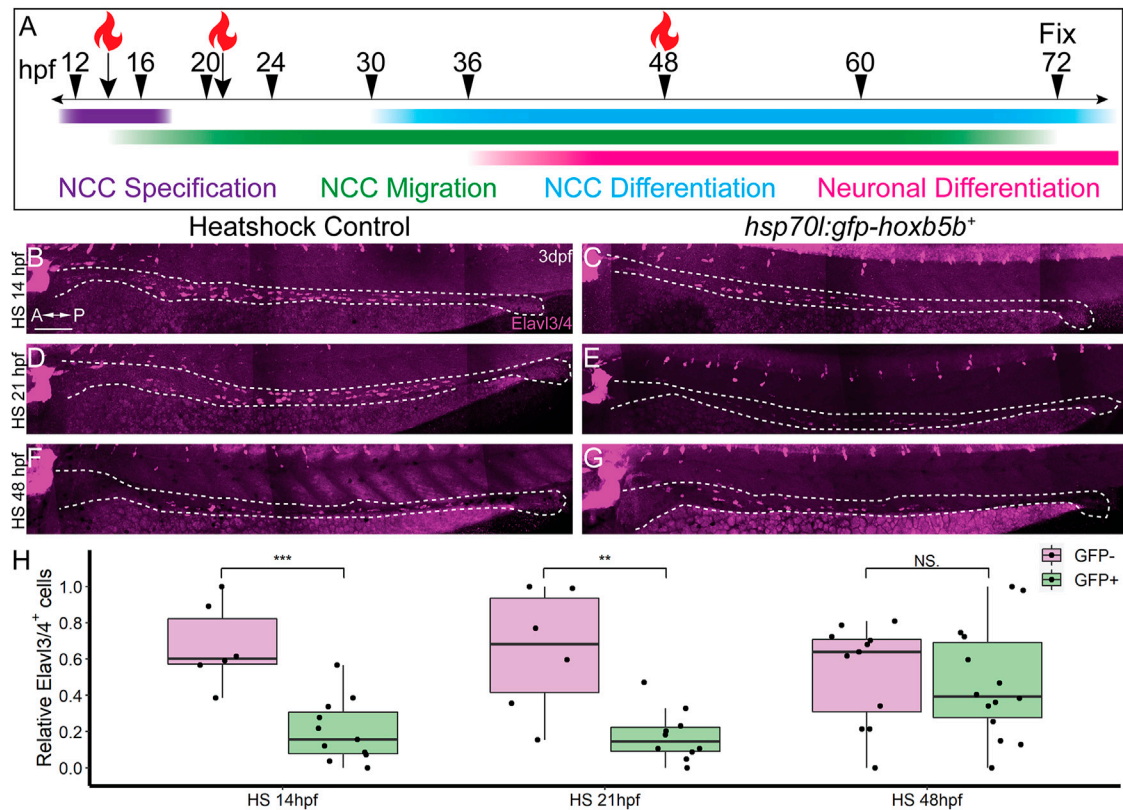 A
Fix
hpf 12 16 20 24 30 36 48 60 72
NCC Specification NCC Migration NCC Differentiation Neuronal Differentiation
Heatshock Control hsp70l:gfp-hoxb5b+
HS 14 hpf B 3dpf C
A P Elavl3/4
HS 21 hpf D E
HS 48 hpf F G
H
*** ** NS. GFP-
GFP+
Relative Elavl3/4+ cells
1.0
0.8
0.6
0.4
0.2
0.0
HS 14hpf HS 21hpf HS 48hpf